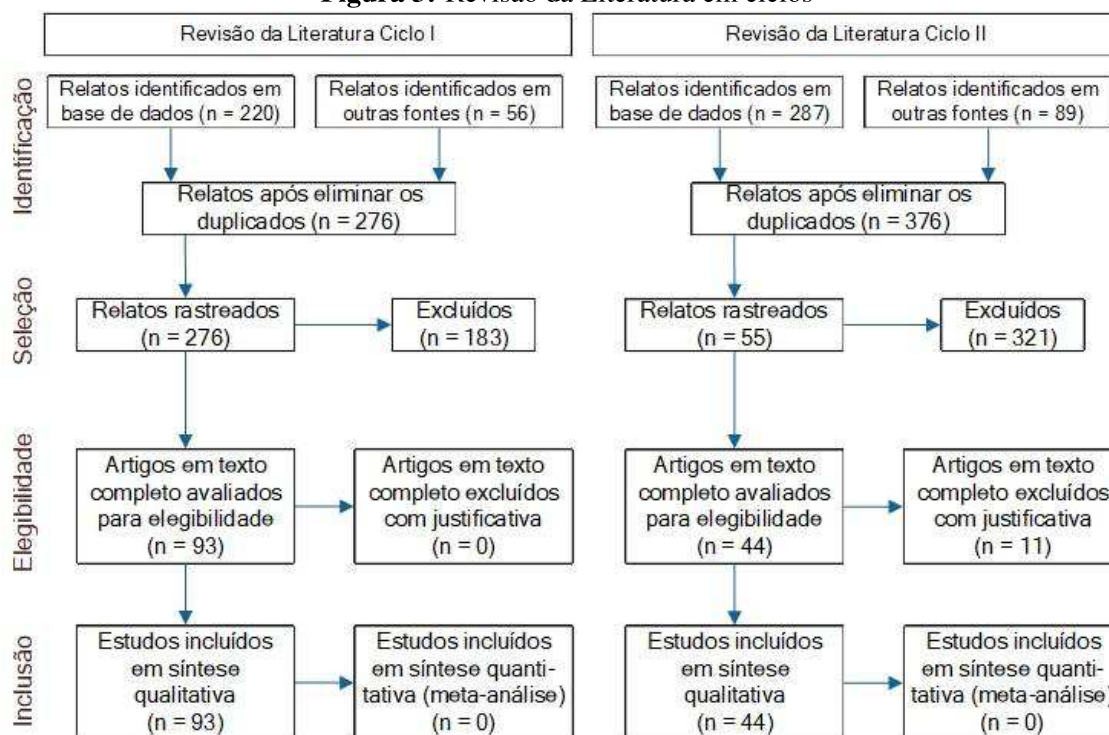 Figura 3: Revisão da Literatura em ciclos
Revisão da Literatura Ciclo I
Revisão da Literatura Ciclo II
Identificação
Relatos identificados em
base de dados (n = 220)
Relatos identificados em
outras fontes (n = 56)
Relatos identificados em
base de dados (n = 287)
Relatos identificados em
outras fontes (n = 89)
Relatos após eliminar os
duplicados (n = 276)
Relatos após eliminar os
duplicados (n = 376)
Seleção
Relatos rastreados
(n = 276)
Excluídos
(n = 183)
Relatos rastreados
(n = 55)
Excluídos
(n = 321)
Elegibilidade
Artigos em texto
completo avaliados
para elegibilidade
(n = 93)
Artigos em texto
completo excluídos
com justificativa
(n = 0)
Artigos em texto
completo avaliados
para elegibilidade
(n = 44)
Artigos em texto
completo excluídos
com justificativa
(n = 11)
Inclusão
Estudos incluídos
em síntese
qualitativa
(n = 93)
Estudos incluídos
em síntese quanti-
tativa (meta-análise)
(n = 0)
Estudos incluídos
em síntese
qualitativa
(n = 44)
Estudos incluídos
em síntese quanti-
tativa (meta-análise)
(n = 0)